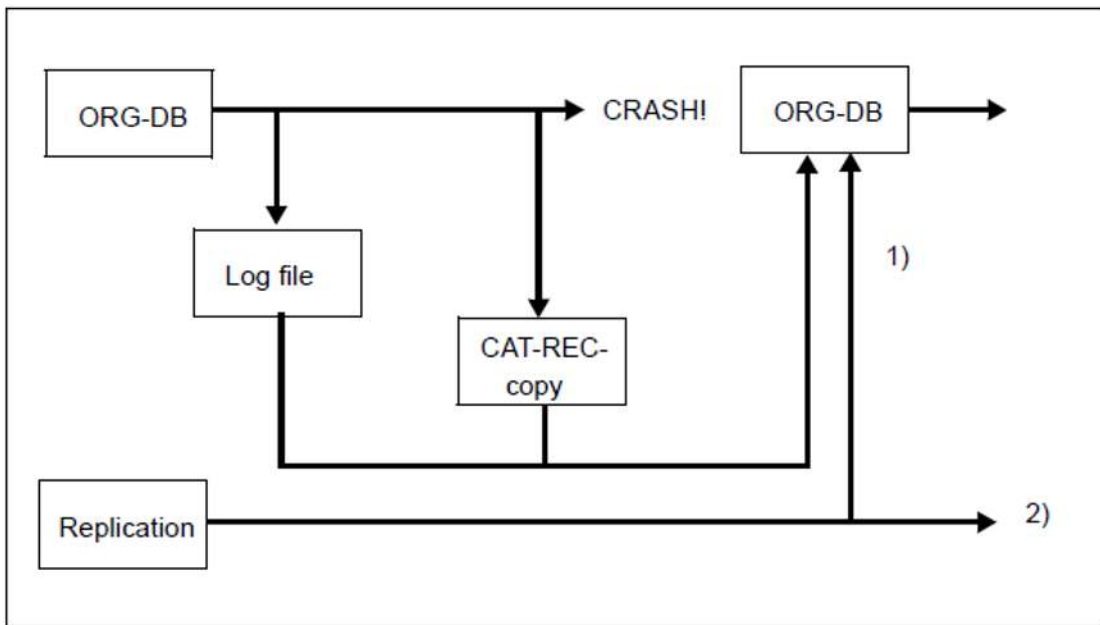 ORG-DB
CRASH!
ORG-DB
Log file
1)
CAT-REC-
copy
Replication
2)